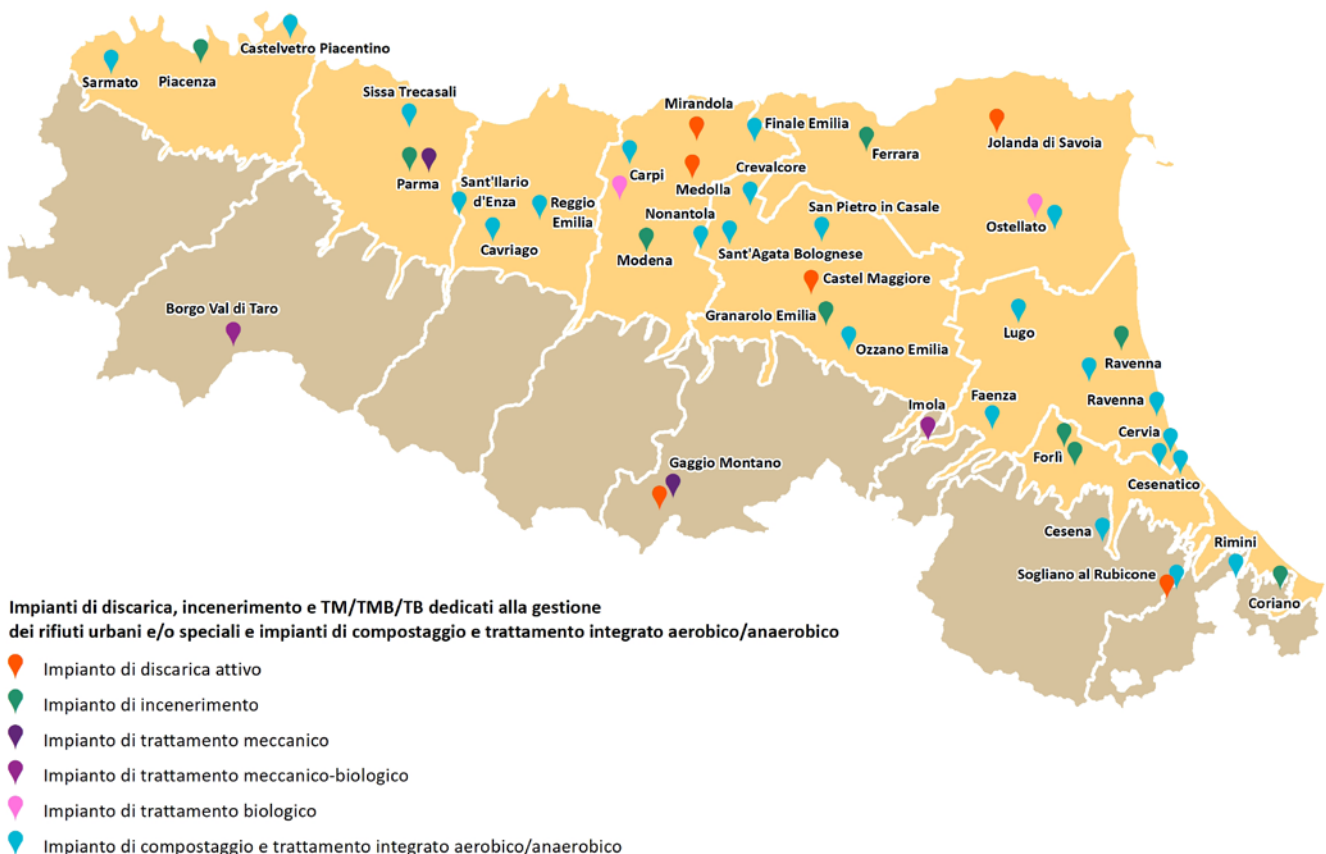 Castelvetro Piacentino
Sarmato
Piacenza
Sissa Trecasali
Mirandola
Finale Emilia
Jolanda di Savoia
Ferrara
Parma
Sant'Ilario
d'Enza
Reggio
Emilia
Carpi
Medolla
Crevalcore
Cavriago
Nonantola
San Pietro in Casale
Ostellato
Modena
Sant'Agata Bolognese
Castel Maggiore
Borgo Val di Taro
Granarolo Emilia
Ozzano Emilia
Lugo
Ravenna
Faenza
Ravenna
Imola
Cervia
Forlì
Gaggio Montano
Cesenatico
Cesena
Rimini
Sogliano al Rubicone
Coriano
Impianti di discarica, incenerimento e TM/TMB/TB dedicati alla gestione
dei rifiuti urbani e/o speciali e impianti di compostaggio e trattamento integrato aerobico/anaerobico
Impianto di discarica attivo
Impianto di incenerimento
Impianto di trattamento meccanico
Impianto di trattamento meccanico-biologico
Impianto di trattamento biologico
Impianto di compostaggio e trattamento integrato aerobico/anaerobico